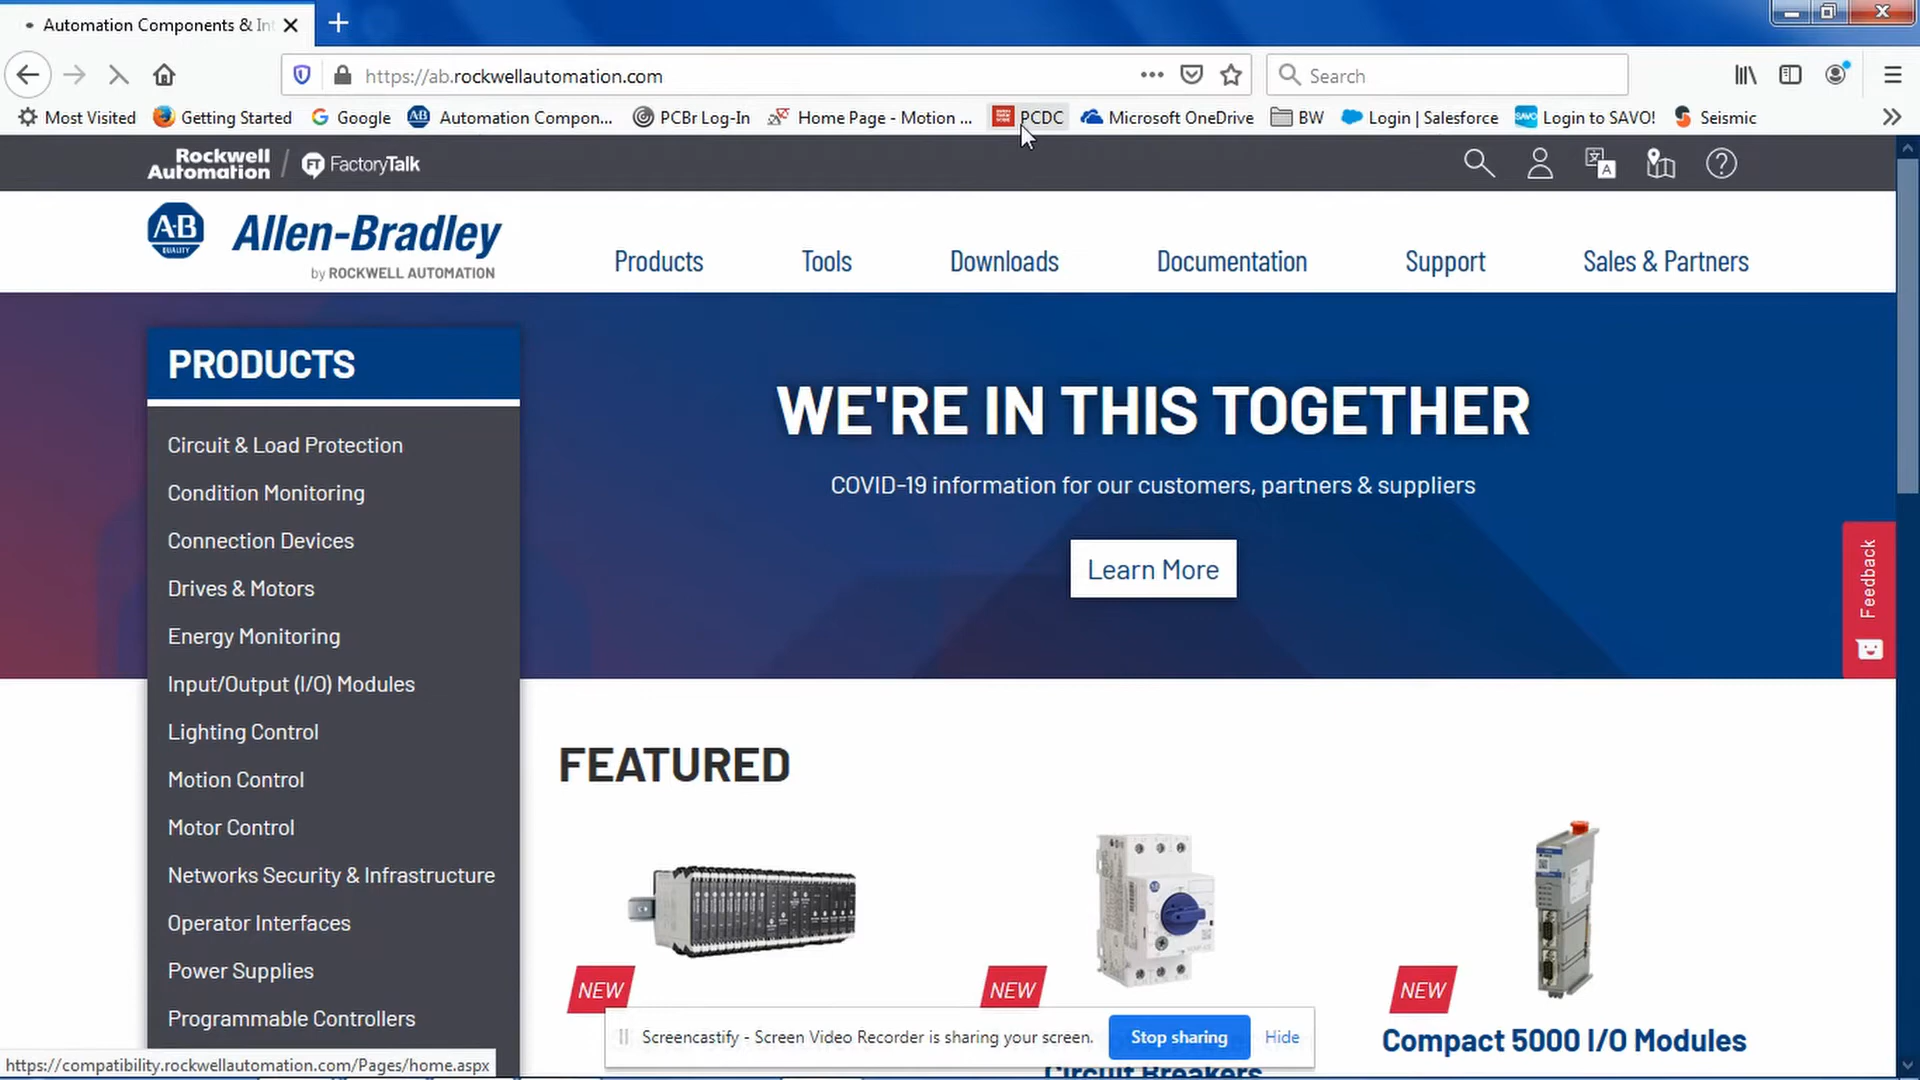 Automation Components & Int
https://ab.rockwellautomation.com
Search
Most Visited
Getting Started
Google
Automation Compon...
PCBr Log-In
Home Page - Motion ...
PCDC
Microsoft OneDrive
BW
Login | Salesforce
Login to SAVO!
Seismic
Rockwell
Automation
FactoryTalk
A
A-B
QUALITY
Allen-Bradley
by ROCKWELL AUTOMATION
Products
Tools
Downloads
Documentation
Support
Sales & Partners
PRODUCTS
Circuit & Load Protection
Condition Monitoring
Connection Devices
Drives & Motors
Energy Monitoring
Input/Output (I/O) Modules
Lighting Control
Motion Control
Motor Control
Networks Security & Infrastructure
Operator Interfaces
Power Supplies
Programmable Controllers
WE'RE IN THIS TOGETHER
COVID-19 information for our customers, partners & suppliers
Learn More
Feedback
FEATURED
NEW
NEW
NEW
Compact 5000 I/O Modules
Circuit Breakers
Screencastify - Screen Video Recorder is sharing your screen.
Stop sharing
Hide
https://compatibility.rockwellautomation.com/Pages/home.aspx